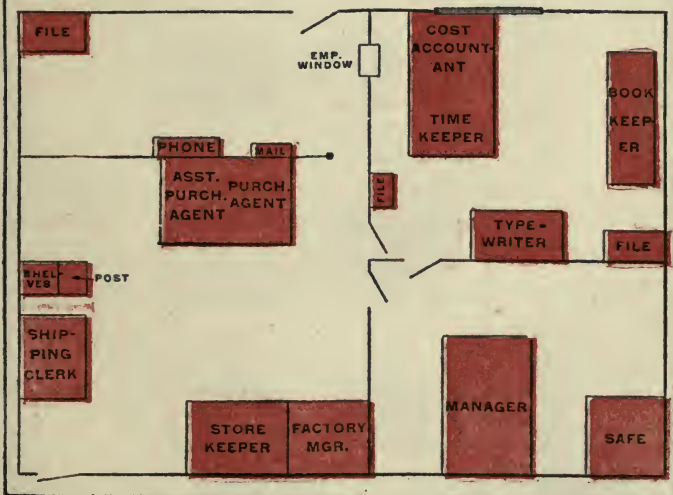 FILE
EMP.
WINDOW
COST
ACCOUNT-
ANT
TIME
KEEPER
BOOK
KEEP-
ER
PHONE
MAIL
ASST.
PURCH.
AGENT
PURCH.
AGENT
FILE
TYPE-
WRITER
FILE
SHEL-
VES
POST
SHIP-
PING
CLERK
STORE
KEEPER
FACTORY
MGR.
MANAGER
SAFE